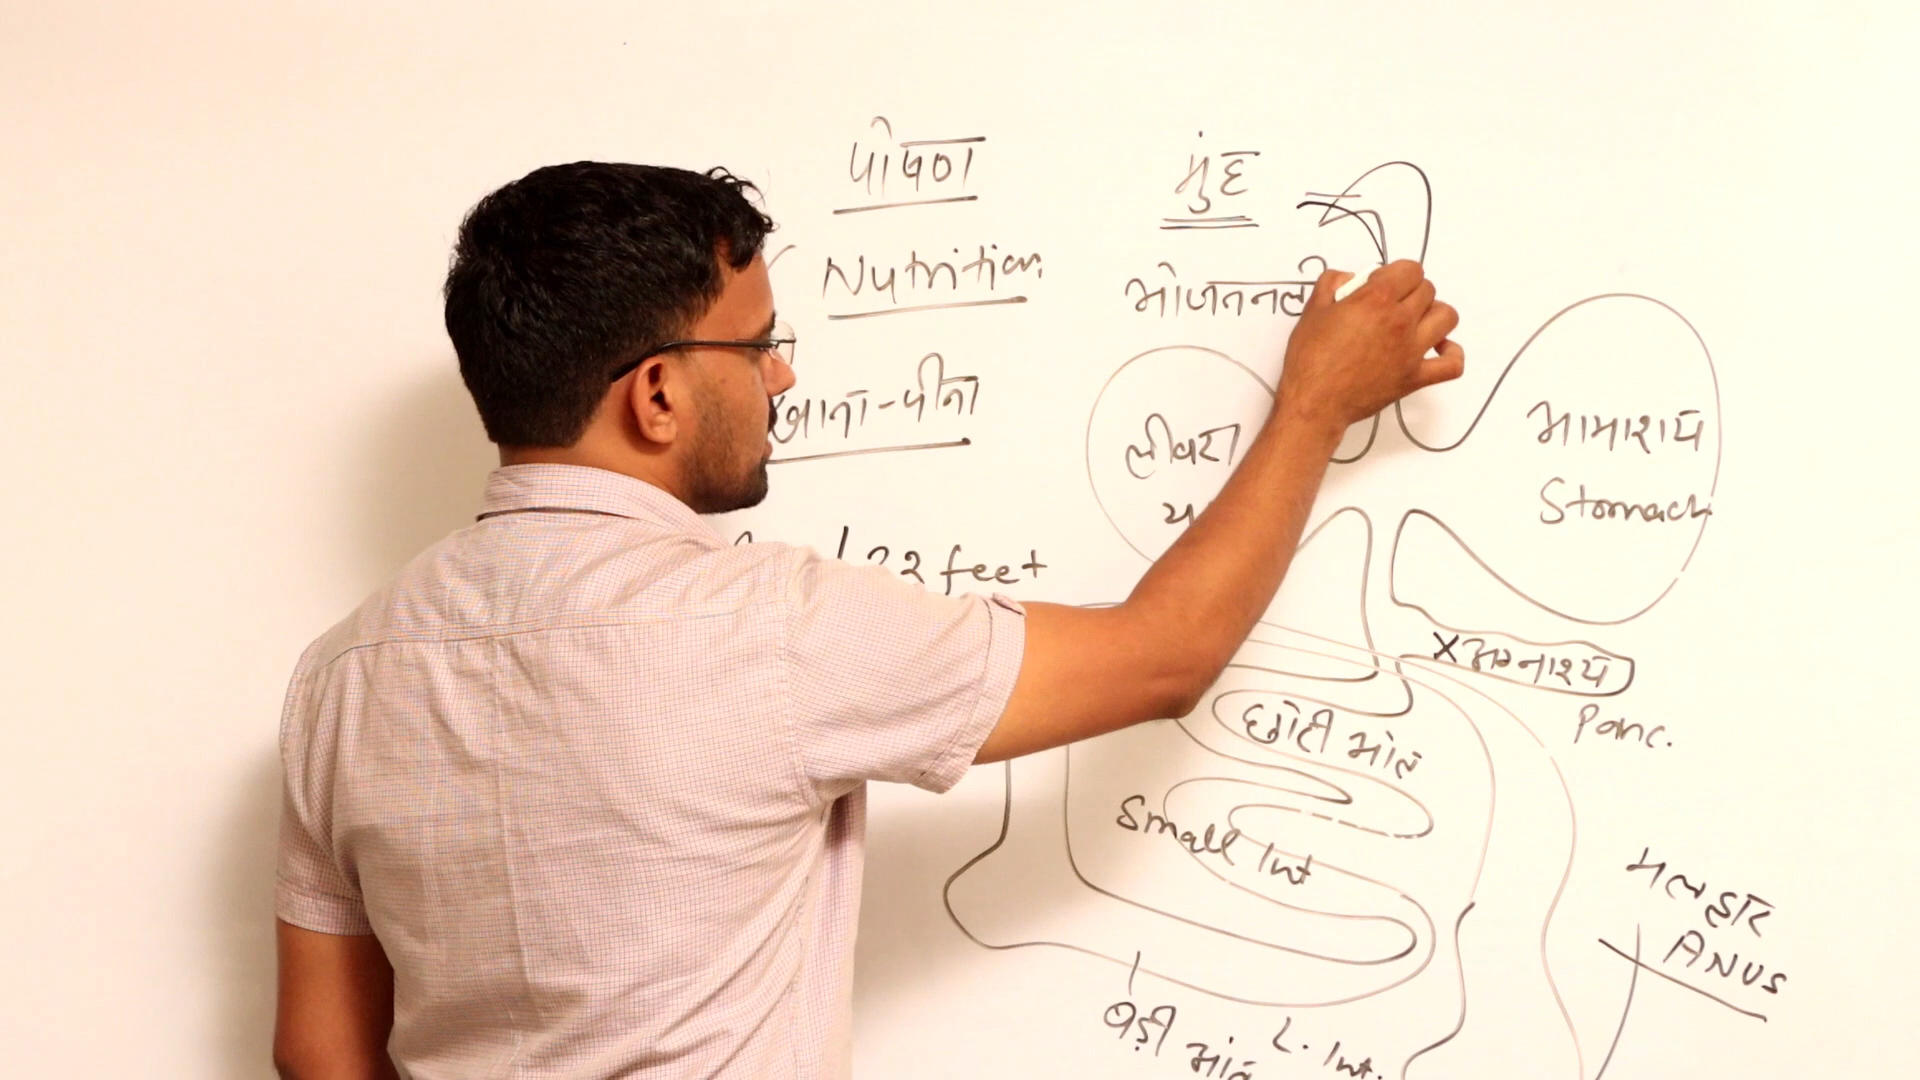 पोषण
Nutrition
खाना-पीना
22 feet
मुंह
भोजननली
लीवर
आमाशय
Stomach
X अग्नाशय
Panc.
छोटी आंत
Small Int
बड़ी आंत
L. Int.
मलद्वार
ANUS